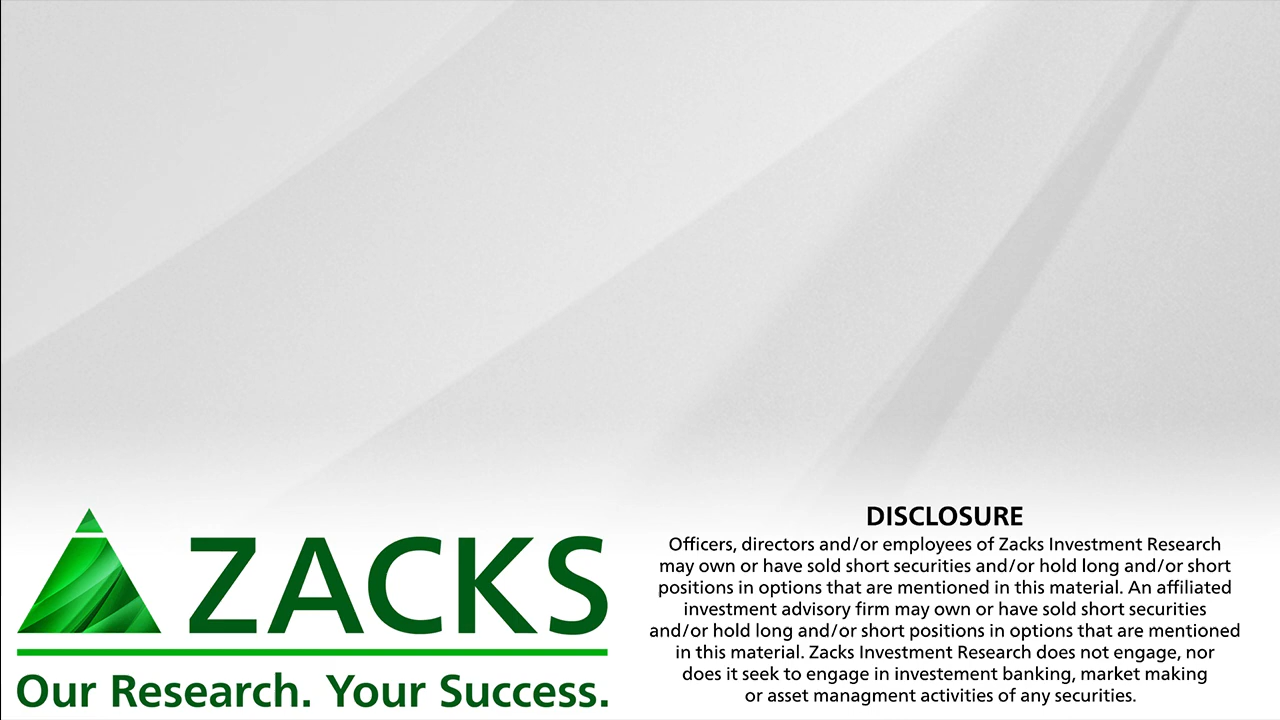 ZACKS
Our Research. Your Success.
DISCLOSURE
Officers, directors and/or employees of Zacks Investment Research
may own or have sold short securities and/or hold long and/or short
positions in options that are mentioned in this material. An affiliated
investment advisory firm may own or have sold short securities
and/or hold long and/or short positions in options that are mentioned
in this material. Zacks Investment Research does not engage, nor
does it seek to engage in investement banking, market making
or asset managment activities of any securities.